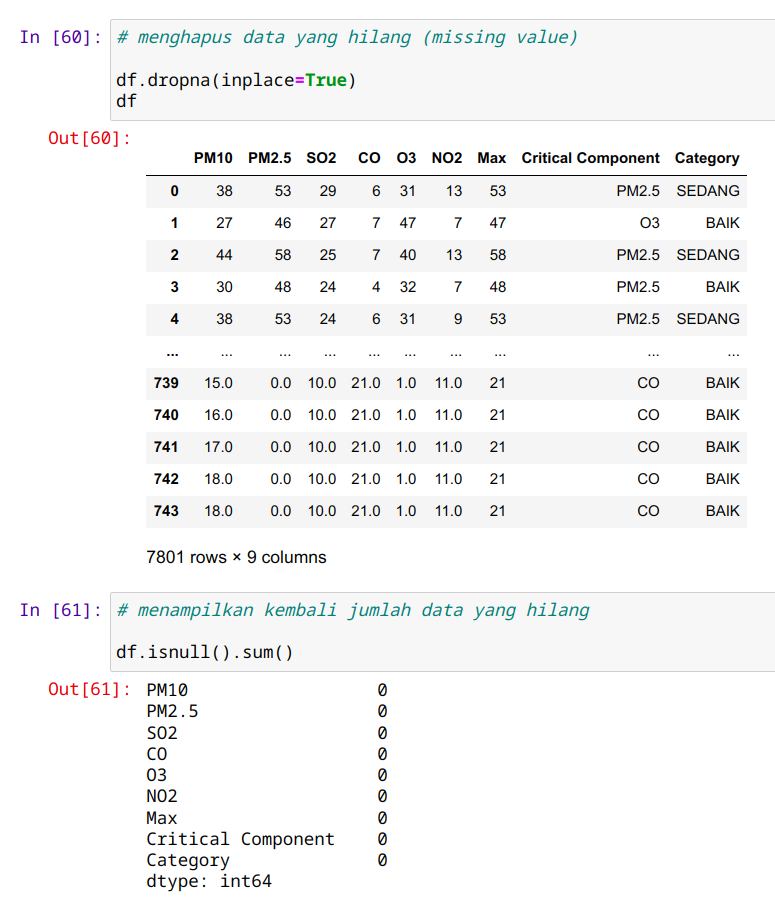 In [60]: # menghapus data yang hilang (missing value)
df.dropna(inplace=True)
df
Out[60]:
PM10 PM2.5 SO2 CO O3 NO2 Max Critical Component Category
0 38 53 29 6 31 13 53 PM2.5 SEDANG
1 27 46 27 7 47 7 47 O3 BAIK
2 44 58 25 7 40 13 58 PM2.5 SEDANG
3 30 48 24 4 32 7 48 PM2.5 BAIK
4 38 53 24 6 31 9 53 PM2.5 SEDANG
... ... ... ... ... ... ... ... ... ...
739 15.0 0.0 10.0 21.0 1.0 11.0 21 CO BAIK
740 16.0 0.0 10.0 21.0 1.0 11.0 21 CO BAIK
741 17.0 0.0 10.0 21.0 1.0 11.0 21 CO BAIK
742 18.0 0.0 10.0 21.0 1.0 11.0 21 CO BAIK
743 18.0 0.0 10.0 21.0 1.0 11.0 21 CO BAIK
7801 rows × 9 columns
In [61]: # menampilkan kembali jumlah data yang hilang
df.isnull().sum()
Out[61]: PM10 0
PM2.5 0
SO2 0
CO 0
O3 0
NO2 0
Max 0
Critical Component 0
Category 0
dtype: int64